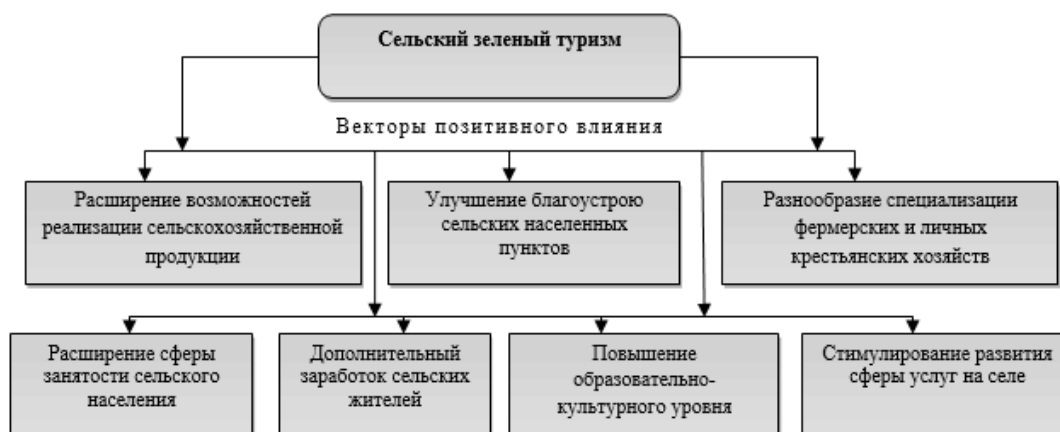 Сельский зеленый туризм
Векторы позитивного влияния
Расширение возможностей
реализации сельскохозяйственной
продукции
Улучшение благоустрою
сельских населенных
пунктов
Разнообразие специализации
фермерских и личных
крестьянских хозяйств
Расширение сферы
занятости сельского
населения
Дополнительный
заработок сельских
жителей
Повышение
образовательно-
культурного уровня
Стимулирование развития
сферы услуг на селе